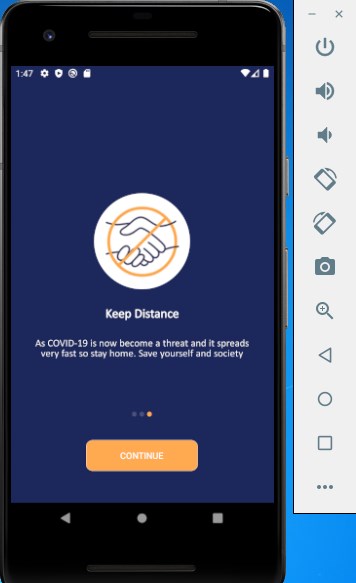 1:47
Keep Distance
As COVID-19 is now become a threat and it spreads
very fast so stay home. Save yourself and society
CONTINUE